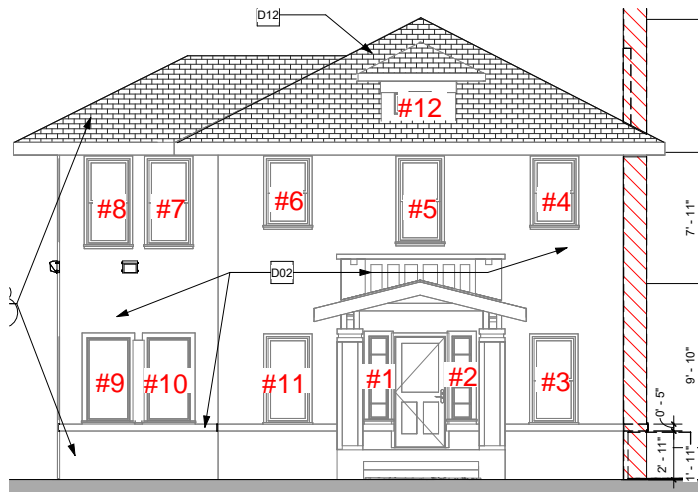 D12
#12
#8
#7
#6
#5
#4
7' - 11"
D02
#9
#10
#11
#1
#2
#3
9' - 10"
0' - 5"
2' - 11"
1' - 11"